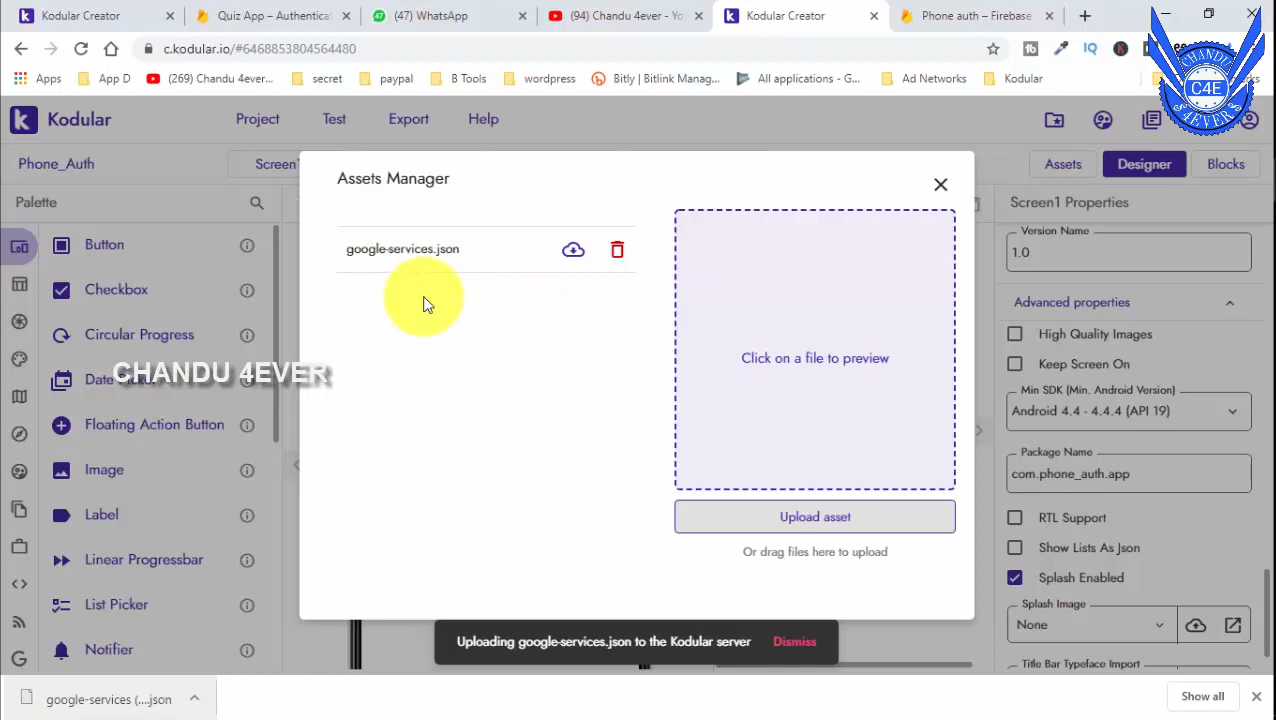 Kodular Creator
Quiz App - Authenticat
(47) WhatsApp
(94) Chandu 4ever - Yo
Kodular Creator
Phone auth – Firebase
c.kodular.io/#6468853804564480
IQ
Apps
App D
(269) Chandu 4ever...
secret
paypal
B Tools
wordpress
Bitly | Bitlink Manag...
All applications - G...
Ad Networks
Kodular
CHANDU
C4E
4EVER
Kodular
Project
Test
Export
Help
Phone_Auth
Screen1
Assets
Designer
Blocks
Palette
Button
Checkbox
Circular Progress
Date Picker
CHANDU 4EVER
Floating Action Button
Image
Label
Linear Progressbar
List Picker
Notifier
Assets Manager
google-services.json
Click on a file to preview
Upload asset
Or drag files here to upload
Uploading google-services.json to the Kodular server
Dismiss
Screen1 Properties
Version Name
1.0
Advanced properties
High Quality Images
Keep Screen On
Min SDK (Min. Android Version)
Android 4.4 - 4.4.4 (API 19)
Package Name
com.phone_auth.app
RTL Support
Show Lists As Json
Splash Enabled
Splash Image
None
Title Bar Typeface Import
google-services (....json
Show all